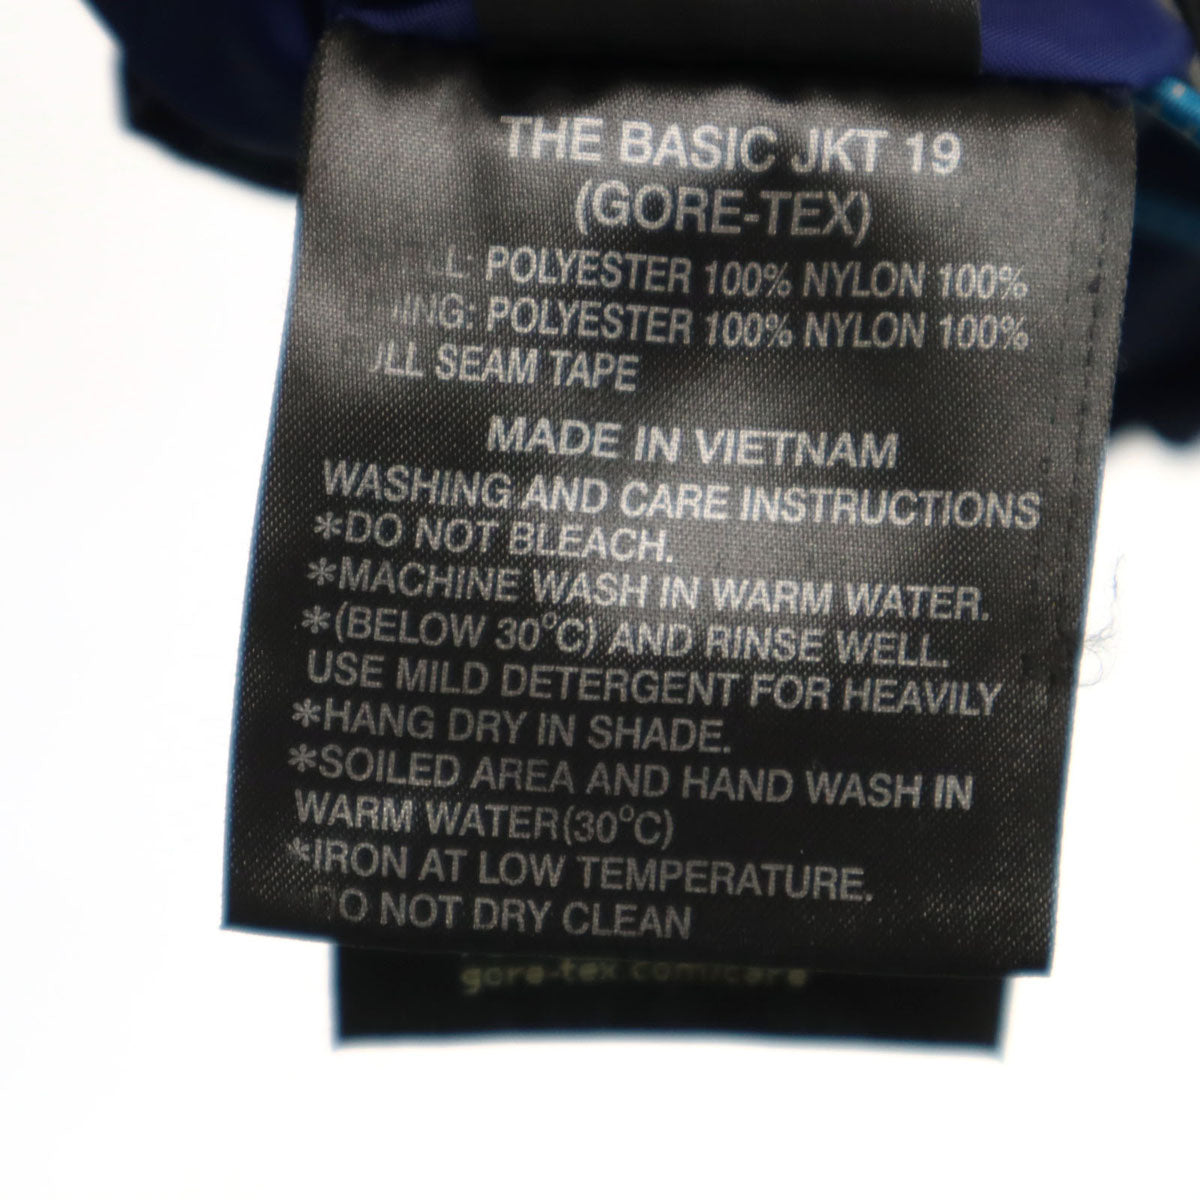 THE BASIC JKT 19
(GORE-TEX)
POLYESTER 100% NYLON 100%
POLYESTER 100% NYLON 100%
SEAM TAPE
MADE IN VIETNAM
WASHING AND CARE INSTRUCTIONS
*DO NOT BLEACH.
*MACHINE WASH IN WARM WATER.
*(BELOW 30°C) AND RINSE WELL.
USE MILD DETERGENT FOR HEAVILY
*HANG DRY IN SHADE.
*SOILED AREA AND HAND WASH IN
WARM WATER(30°C)
*IRON AT LOW TEMPERATURE.
DO NOT DRY CLEAN
gore-tex.com/care